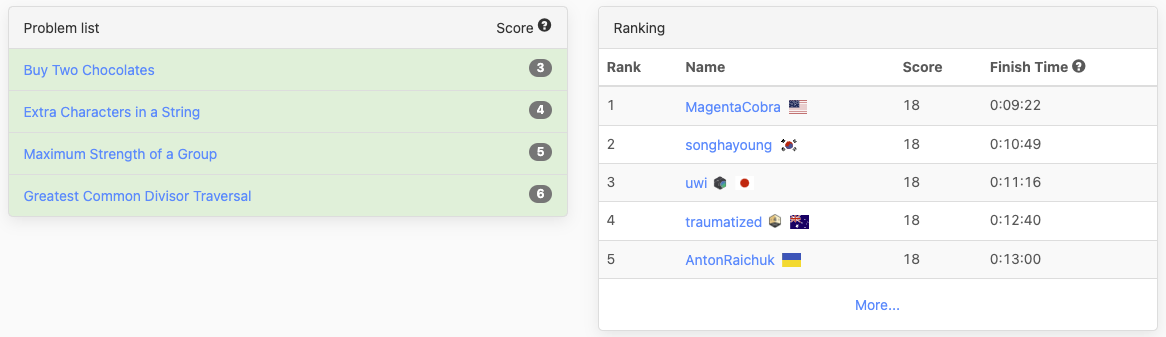 Problem list Score ?
Buy Two Chocolates 3
Extra Characters in a String 4
Maximum Strength of a Group 5
Greatest Common Divisor Traversal 6
Ranking
Rank Name Score Finish Time ?
1 MagentaCobra 18 0:09:22
2 songhayoung 18 0:10:49
3 uwi 18 0:11:16
4 traumatized 18 0:12:40
5 AntonRaichuk 18 0:13:00
More...